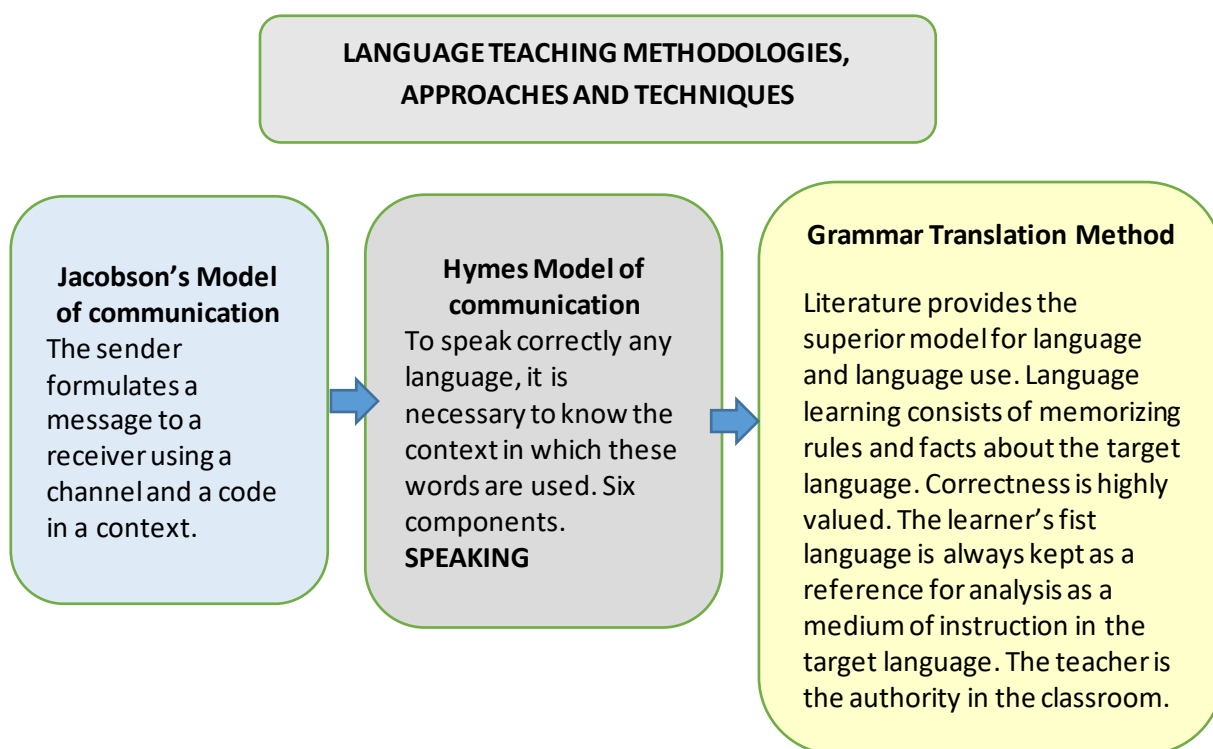 LANGUAGE TEACHING METHODOLOGIES,
APPROACHES AND TECHNIQUES
Jacobson’s Model
of communication
The sender
formulates a
message to a
receiver using a
channel and a code
in a context.
Hymes Model of
communication
To speak correctly any
language, it is
necessary to know the
context in which these
words are used. Six
components.
SPEAKING
Grammar Translation Method
Literature provides the
superior model for language
and language use. Language
learning consists of memorizing
rules and facts about the target
language. Correctness is highly
valued. The learner’s fist
language is always kept as a
reference for analysis as a
medium of instruction in the
target language. The teacher is
the authority in the classroom.